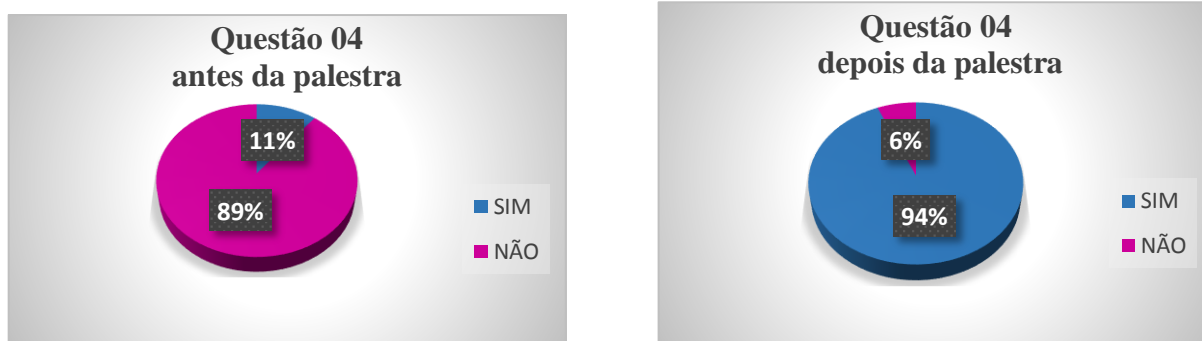 Questão 04
antes da palestra
11%
89%
SIM
NÃO
Questão 04
depois da palestra
6%
94%
SIM
NÃO